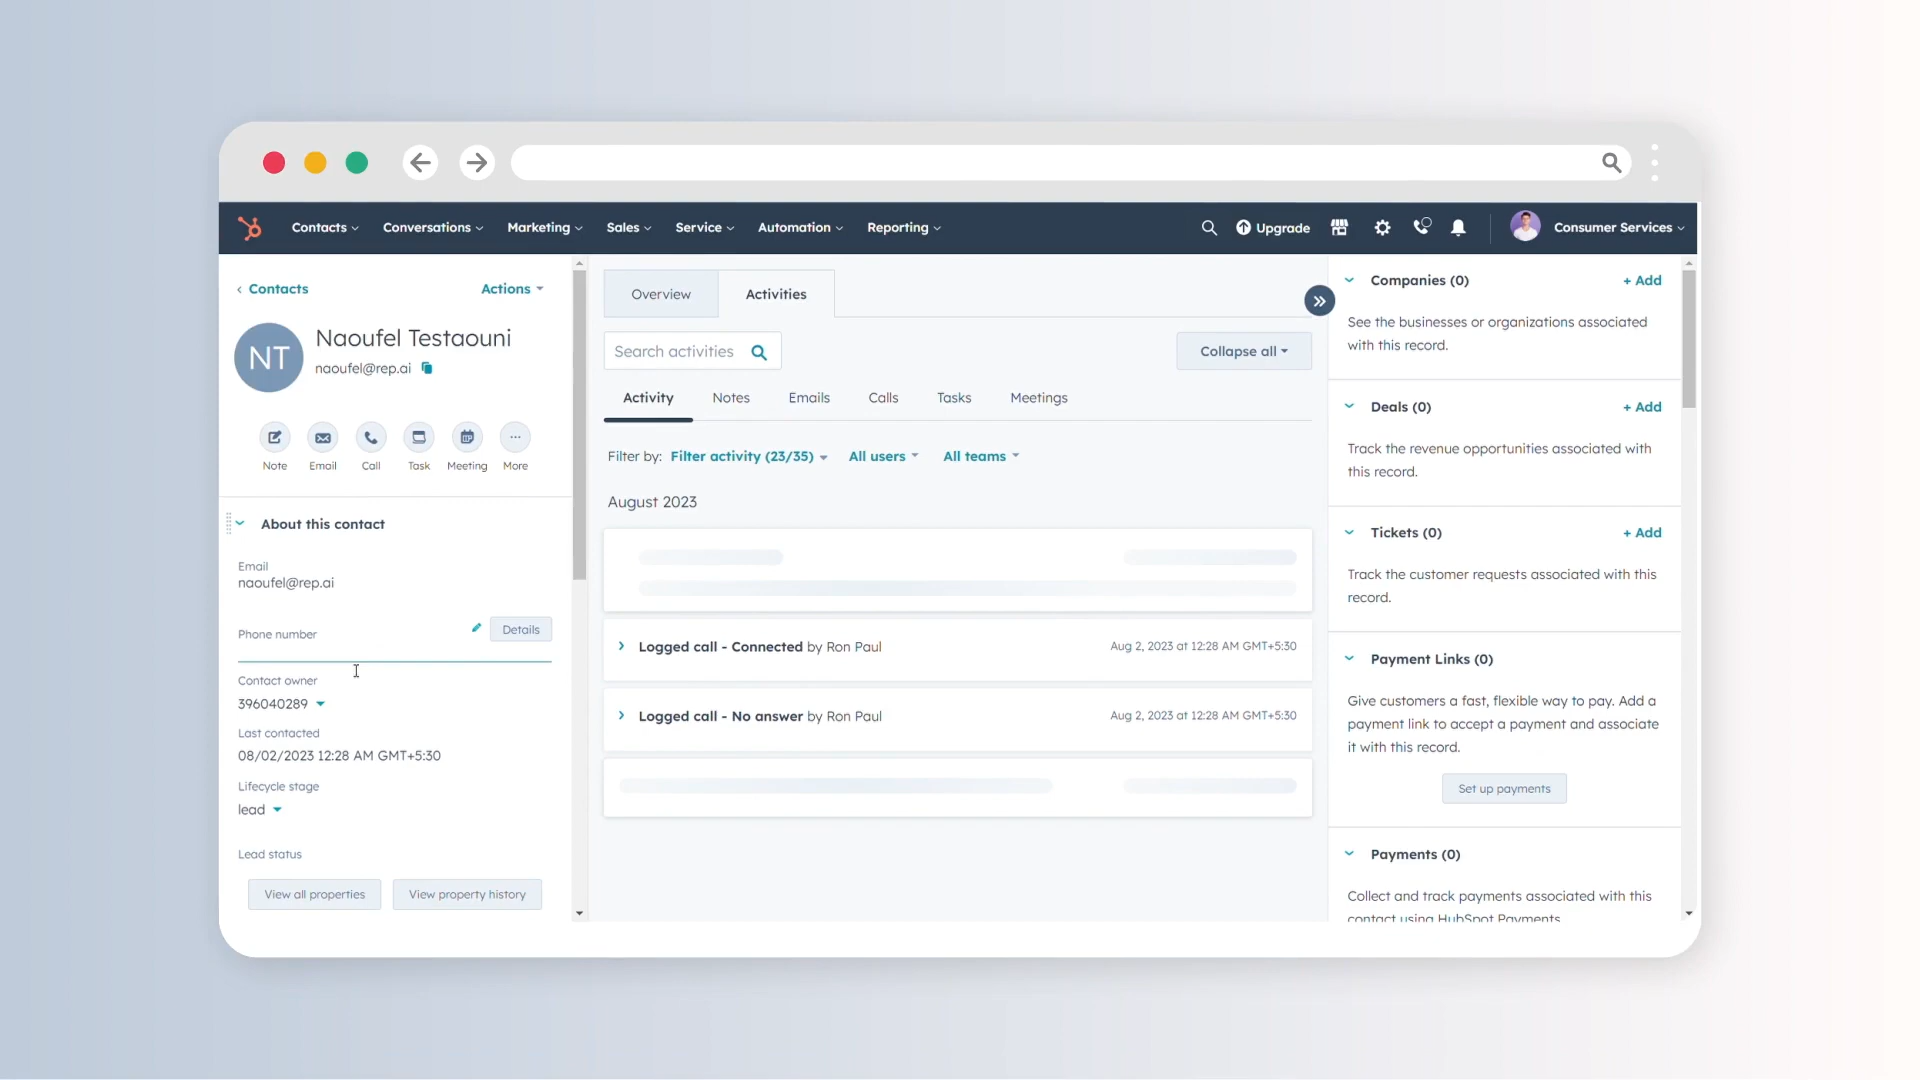 Contacts
Conversations
Marketing
Sales
Service
Automation
Reporting
Upgrade
Consumer Services
Contacts
Actions
NT
Naoufel Testaouni
naoufel@rep.ai
Note
Email
Call
Task
Meeting
More
About this contact
Email
naoufel@rep.ai
Phone number
Details
Contact owner
396040289
Last contacted
08/02/2023 12:28 AM GMT+5:30
Lifecycle stage
lead
Lead status
View all properties
View property history
Overview
Activities
Search activities
Collapse all
Activity
Notes
Emails
Calls
Tasks
Meetings
Filter by:
Filter activity (23/35)
All users
All teams
August 2023
Logged call - Connected by Ron Paul
Aug 2, 2023 at 12:28 AM GMT+5:30
Logged call - No answer by Ron Paul
Aug 2, 2023 at 12:28 AM GMT+5:30
Companies (0)
+ Add
See the businesses or organizations associated
with this record.
Deals (0)
+ Add
Track the revenue opportunities associated with
this record.
Tickets (0)
+ Add
Track the customer requests associated with this
record.
Payment Links (0)
Give customers a fast, flexible way to pay. Add a
payment link to accept a payment and associate
it with this record.
Set up payments
Payments (0)
Collect and track payments associated with this
contact using HubSpot Payments.